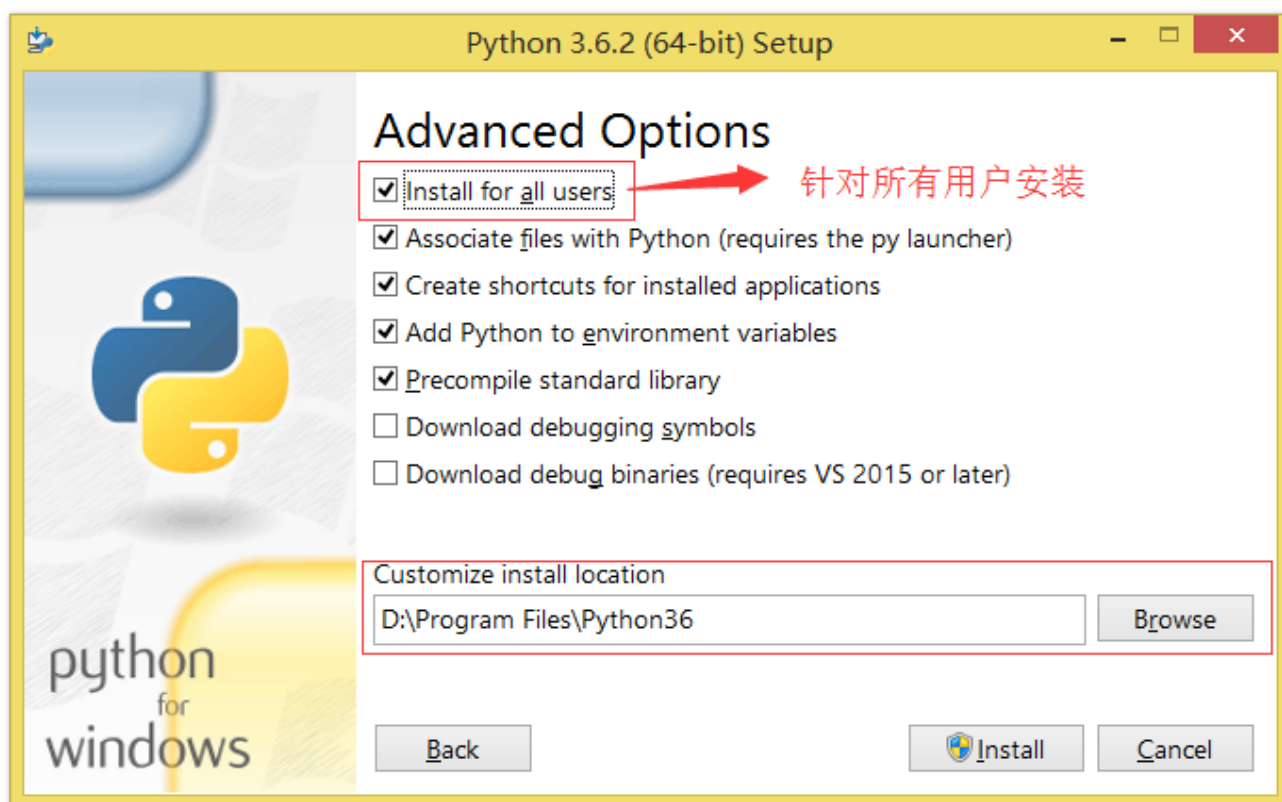 Python 3.6.2 (64-bit) Setup
Advanced Options
Install for all users
针对所有用户安装
Associate files with Python (requires the py launcher)
Create shortcuts for installed applications
Add Python to environment variables
Precompile standard library
Download debugging symbols
Download debug binaries (requires VS 2015 or later)
Customize install location
D:\Program Files\Python36
Browse
python
for
windows
Back
Install
Cancel